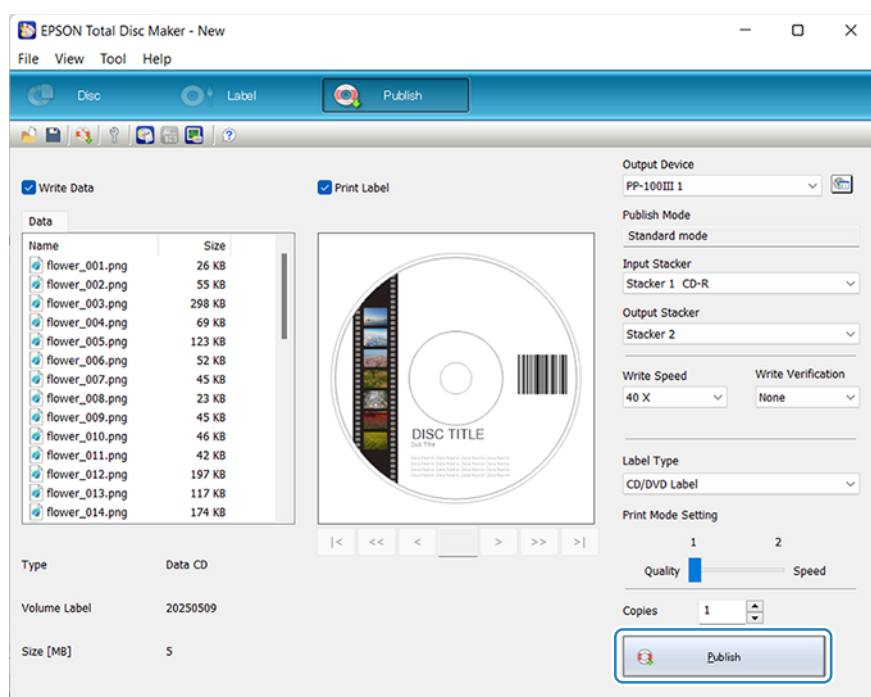 EPSON Total Disc Maker - New
File View Tool Help
Disc Label Publish
Write Data
Data
Name Size
flower_001.png 26 KB
flower_002.png 55 KB
flower_003.png 298 KB
flower_004.png 69 KB
flower_005.png 123 KB
flower_006.png 52 KB
flower_007.png 45 KB
flower_008.png 23 KB
flower_009.png 45 KB
flower_010.png 46 KB
flower_011.png 42 KB
flower_012.png 197 KB
flower_013.png 117 KB
flower_014.png 174 KB
Type Data CD
Volume Label 20250509
Size [MB] 5
Print Label
DISC TITLE
Sub Title
|< << < > >> >|
Output Device
PP-100III 1
Publish Mode
Standard mode
Input Stacker
Stacker 1 CD-R
Output Stacker
Stacker 2
Write Speed Write Verification
40 X None
Label Type
CD/DVD Label
Print Mode Setting
1 2
Quality Speed
Copies 1
Publish